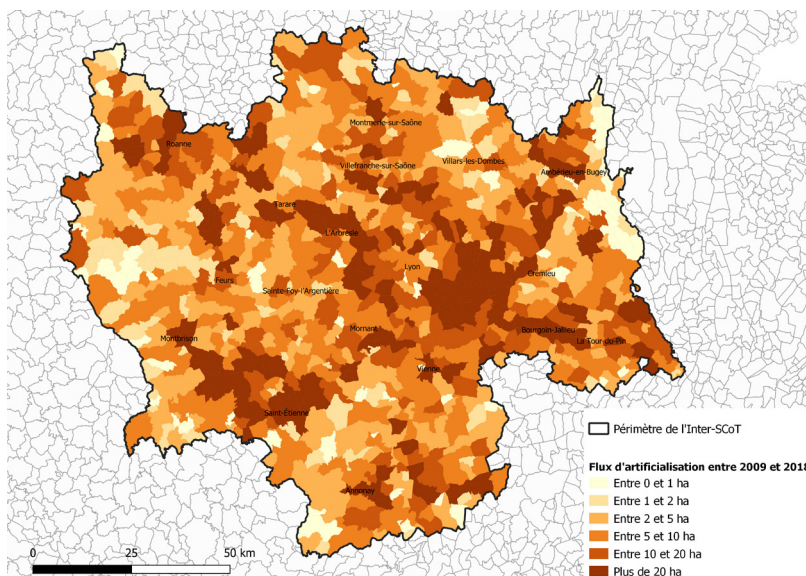 Montmerle-sur-Saône
Roanne
Villefranche-sur-Saône
Villars-les-Dombes
Ambérieu-en-Bugey
Tarare
L'Arbresle
Lyon
Crémieu
Feurs
Sainte-Foy-l'Argentière
Mornant
Bourgoin-Jallieu
Montbrison
La Tour-du-Pin
Vienne
Saint-Étienne
Annonay
Périmètre de l'Inter-SCoT
Flux d'artificialisation entre 2009 et 2018
Entre 0 et 1 ha
Entre 1 et 2 ha
Entre 2 et 5 ha
Entre 5 et 10 ha
Entre 10 et 20 ha
Plus de 20 ha
0 25 50 km